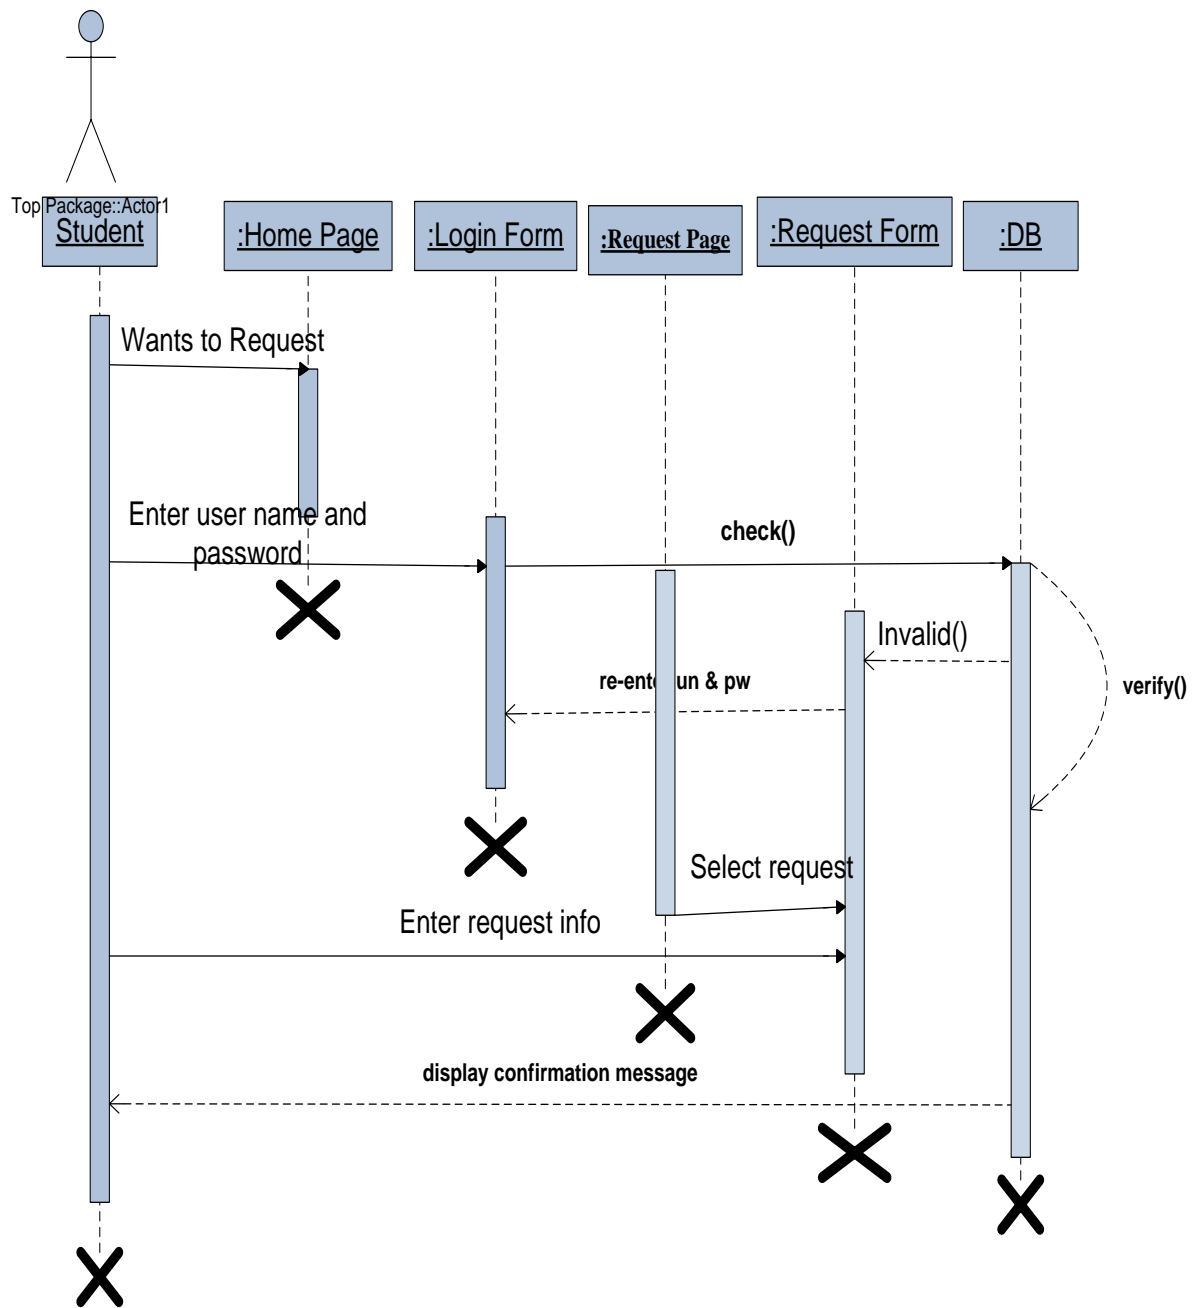 Top Package::Actor1
Student
:Home Page
:Login Form
:Request Page
:Request Form
:DB
Wants to Request
Enter user name and
password
check()
Invalid()
re-enter un & pw
verify()
Select request
Enter request info
display confirmation message